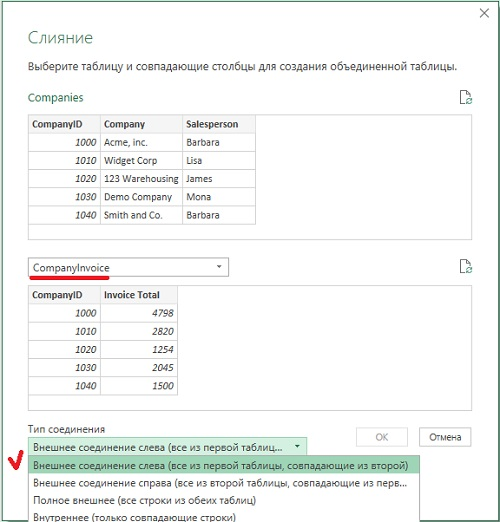 Слияние
Выберите таблицу и совпадающие столбцы для создания объединенной таблицы.
Companies
CompanyID Company Salesperson
1000 Acme, inc. Barbara
1010 Widget Corp Lisa
1020 123 Warehousing James
1030 Demo Company Mona
1040 Smith and Co. Barbara
CompanyInvoice
CompanyID Invoice Total
1000 4798
1010 2820
1020 1254
1030 2045
1040 1500
Тип соединения
Внешнее соединение слева (все из первой таблиц... ОК Отмена
Внешнее соединение слева (все из первой таблицы, совпадающие из второй)
Внешнее соединение справа (все из второй таблицы, совпадающие из перв...
Полное внешнее (все строки из обеих таблиц)
Внутреннее (только совпадающие строки)